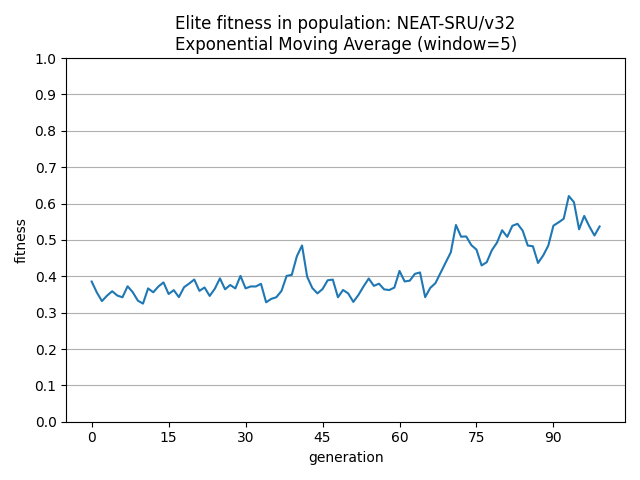 Elite fitness in population: NEAT-SRU/v32
Exponential Moving Average (window=5)
1.0
0.9
0.8
0.7
0.6
0.5
0.4
0.3
0.2
0.1
0.0
fitness
0 15 30 45 60 75 90
generation